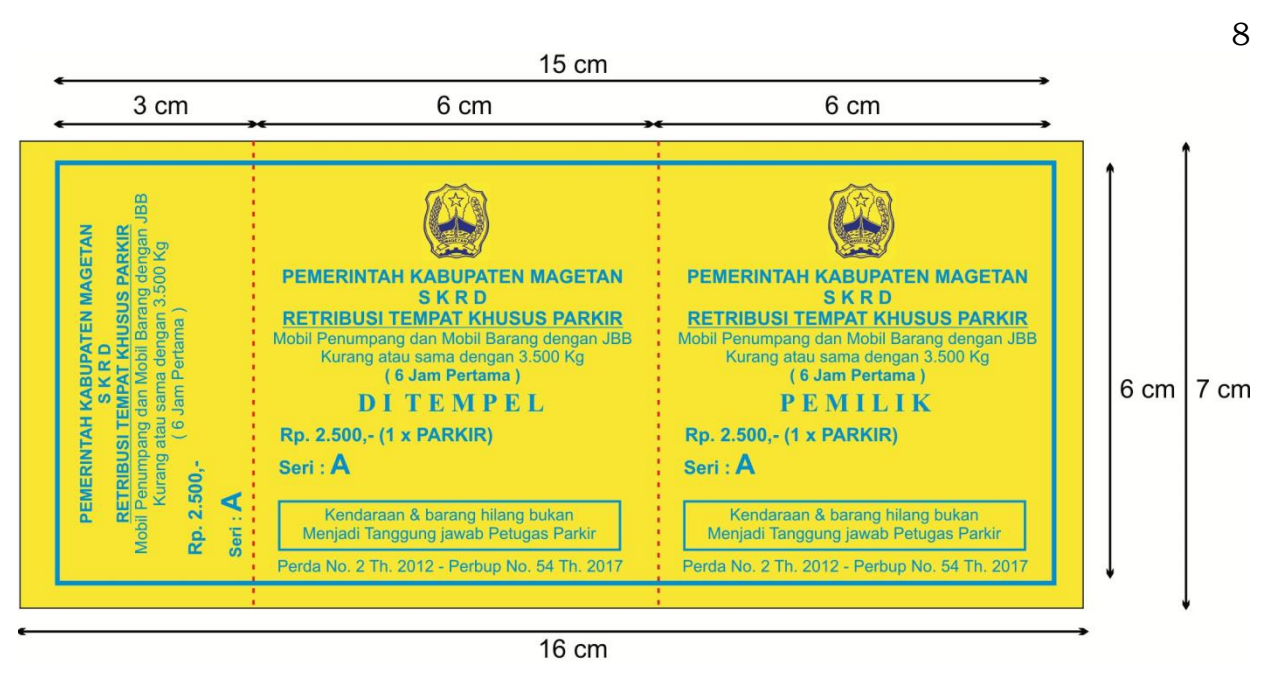 8
15 cm
3 cm
6 cm
6 cm
PEMERINTAH KABUPATEN MAGETAN
S K R D
RETRIBUSI TEMPAT KHUSUS PARKIR
Mobil Penumpang dan Mobil Barang dengan JBB
Kurang atau sama dengan 3.500 Kg
( 6 Jam Pertama )
Rp. 2.500,-
Seri : A
MAGETAN
PEMERINTAH KABUPATEN MAGETAN
S K R D
RETRIBUSI TEMPAT KHUSUS PARKIR
Mobil Penumpang dan Mobil Barang dengan JBB
Kurang atau sama dengan 3.500 Kg
( 6 Jam Pertama )
DI TEMPEL
Rp. 2.500,- (1 x PARKIR)
Seri : A
Kendaraan & barang hilang bukan
Menjadi Tanggung jawab Petugas Parkir
Perda No. 2 Th. 2012 - Perbup No. 54 Th. 2017
MAGETAN
PEMERINTAH KABUPATEN MAGETAN
S K R D
RETRIBUSI TEMPAT KHUSUS PARKIR
Mobil Penumpang dan Mobil Barang dengan JBB
Kurang atau sama dengan 3.500 Kg
( 6 Jam Pertama )
PEMILIK
Rp. 2.500,- (1 x PARKIR)
Seri : A
Kendaraan & barang hilang bukan
Menjadi Tanggung jawab Petugas Parkir
Perda No. 2 Th. 2012 - Perbup No. 54 Th. 2017
6 cm
7 cm
16 cm